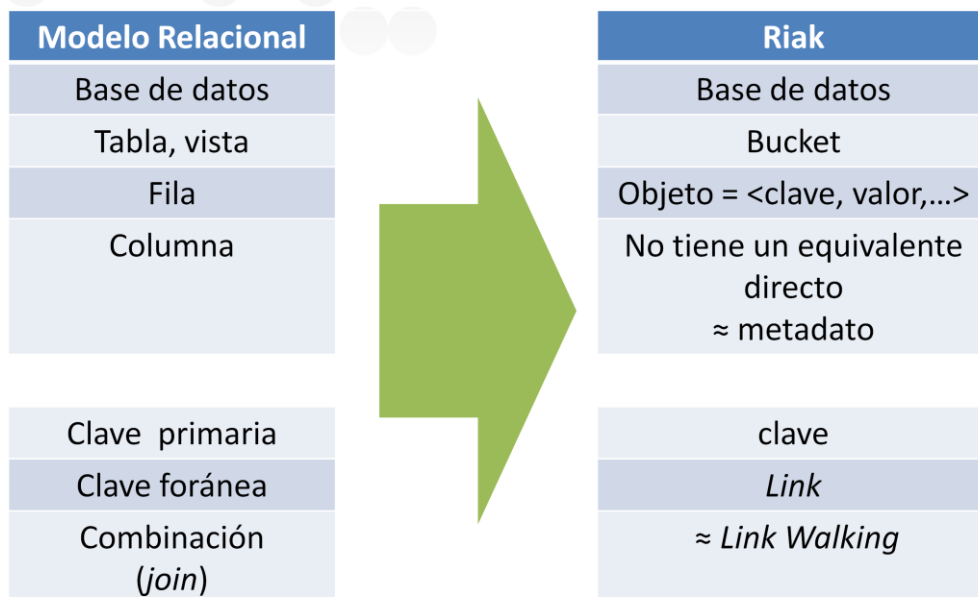 Modelo Relacional
Base de datos
Tabla, vista
Fila
Columna
Clave primaria
Clave foránea
Combinación
(join)
Riak
Base de datos
Bucket
Objeto = <clave, valor,...>
No tiene un equivalente
directo
≈ metadato
clave
Link
≈ Link Walking